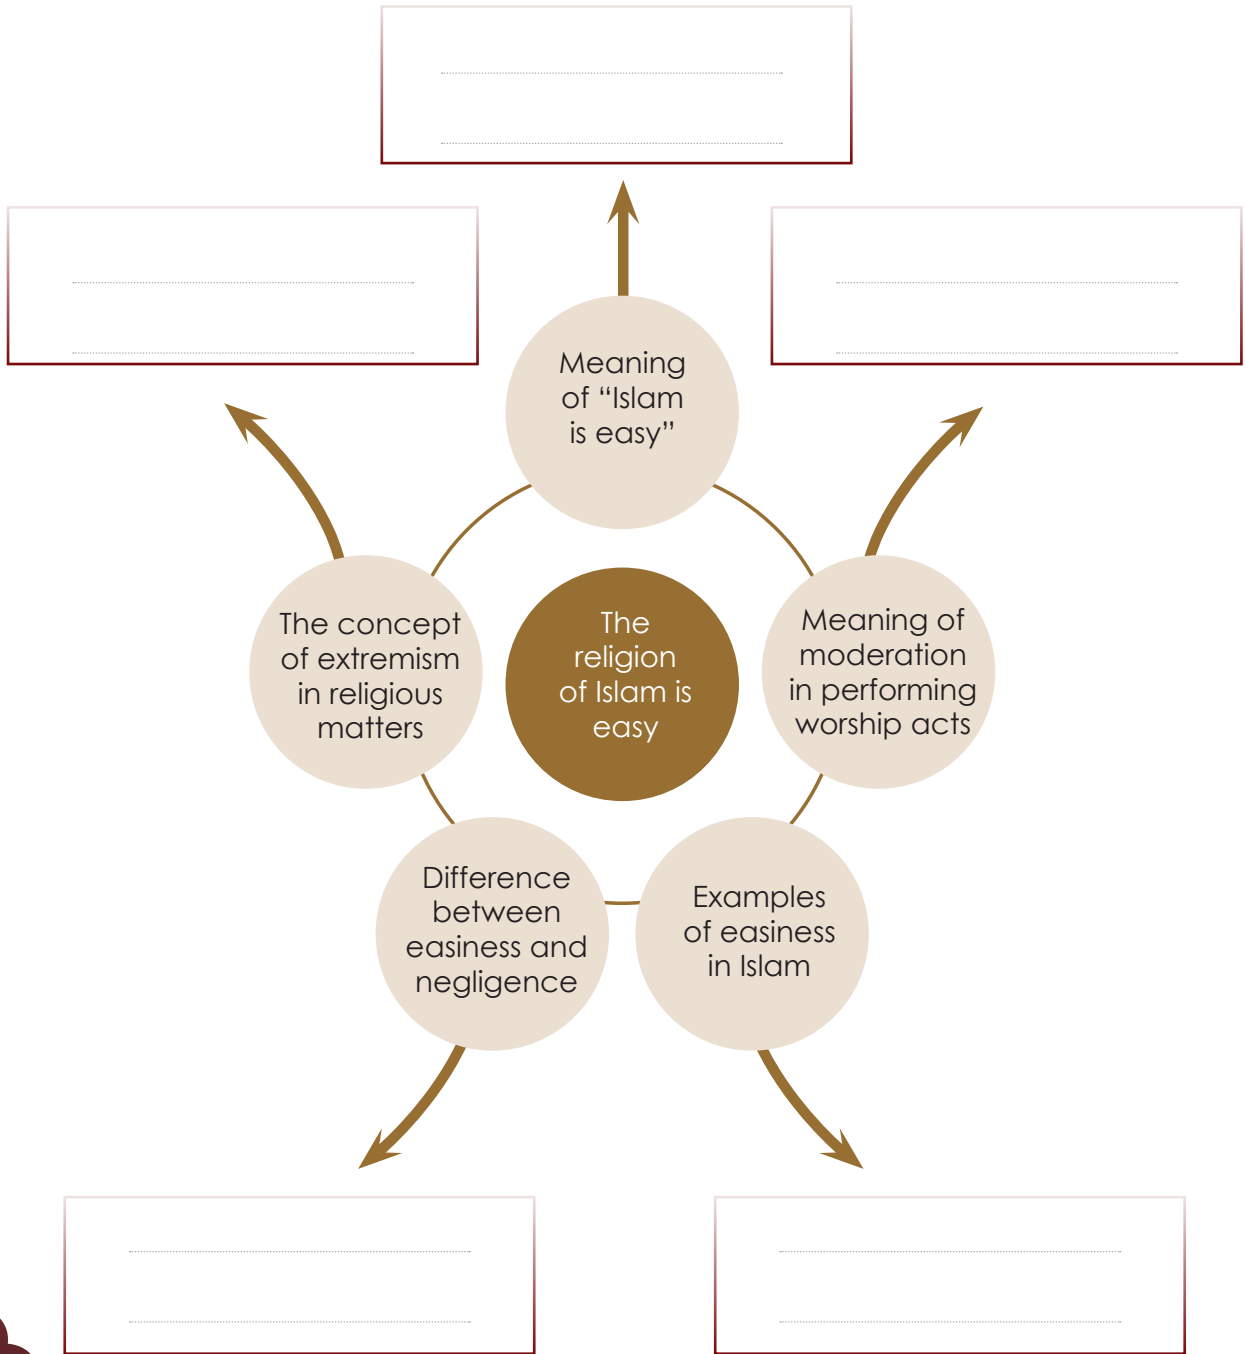 Meaning
of “Islam
is easy”
The concept
of extremism
in religious
matters
The
religion
of Islam is
easy
Meaning of
moderation
in performing
worship acts
Difference
between
easiness and
negligence
Examples
of easiness
in Islam